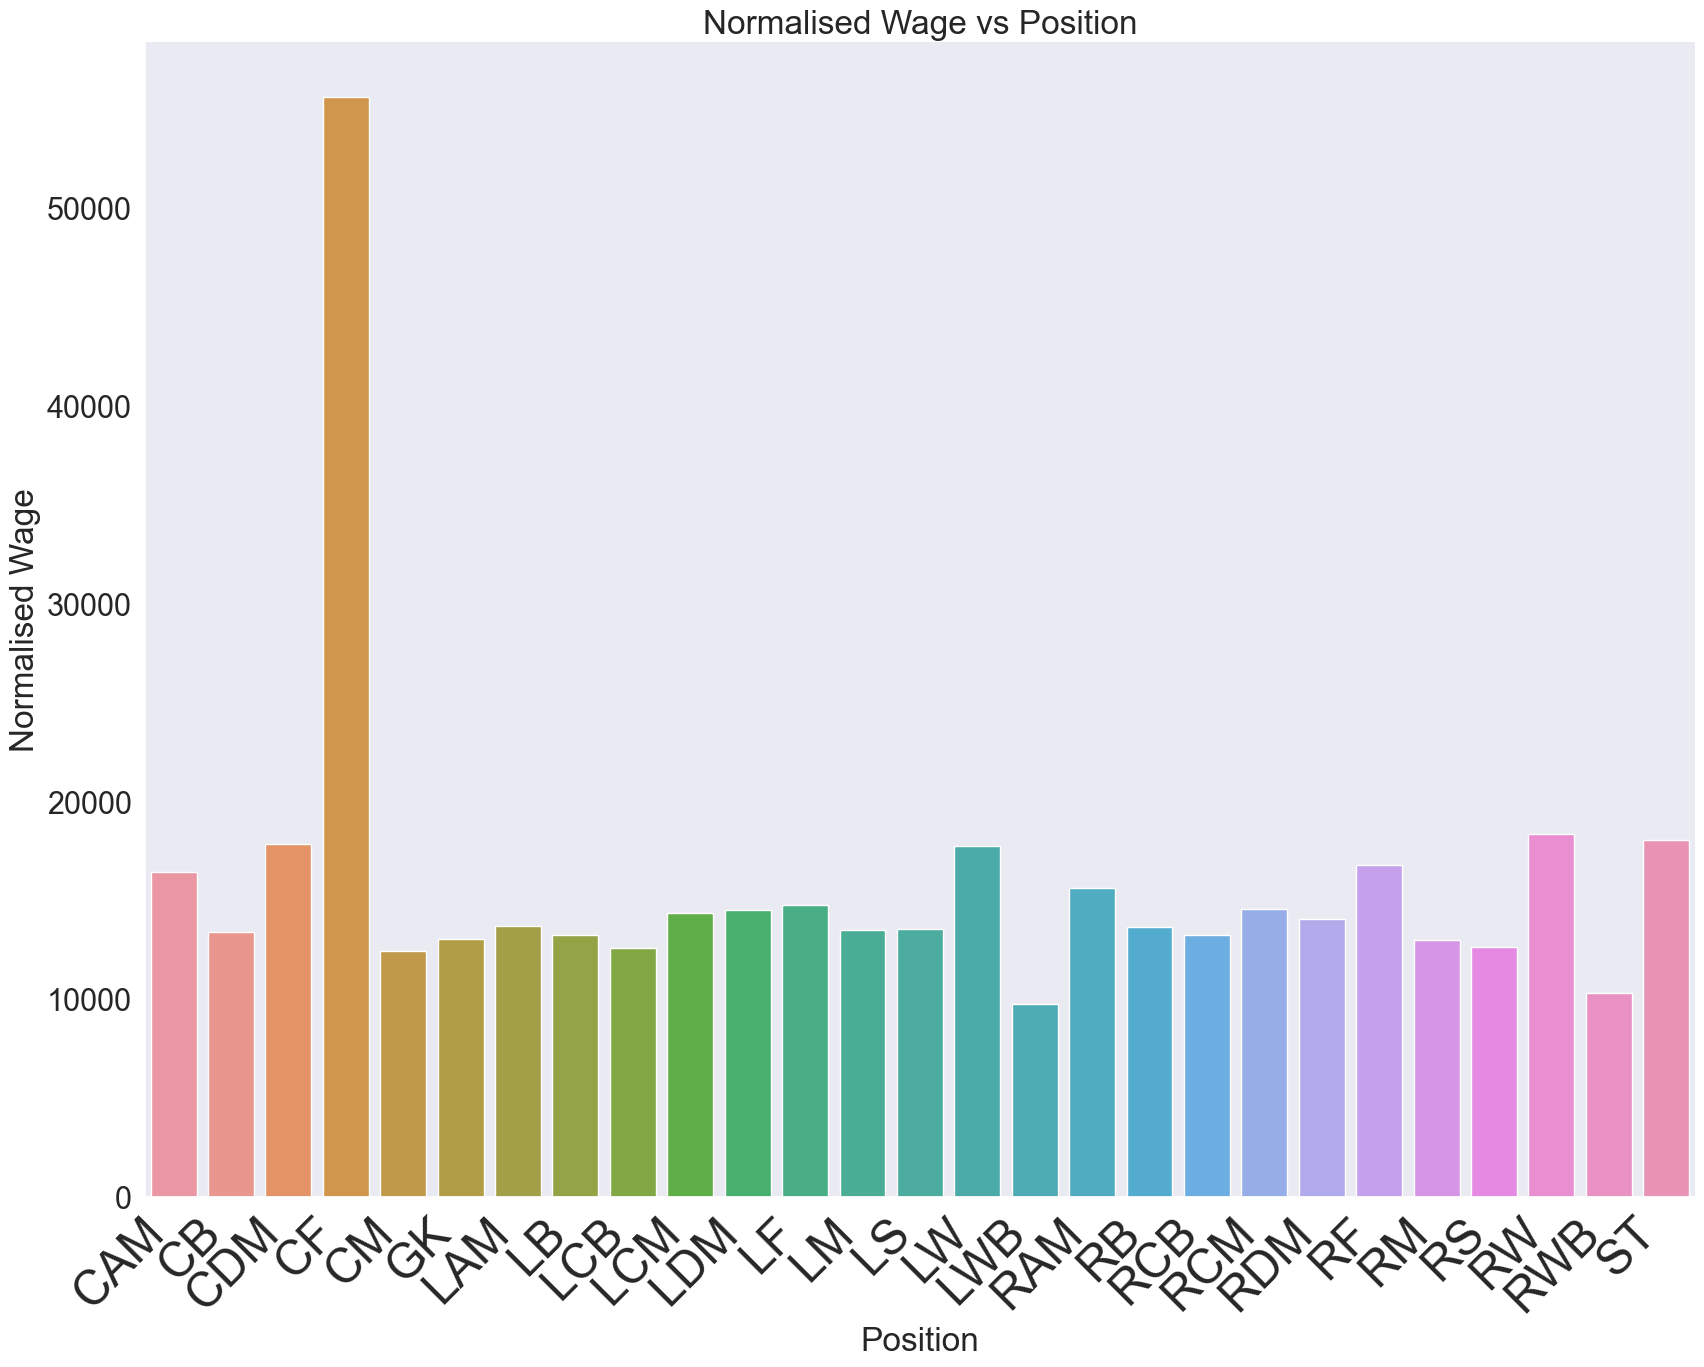 Normalised Wage vs Position
Normalised Wage
50000
40000
30000
20000
10000
0
CAM
CB
CDM
CF
CM
GK
LAM
LB
LCB
LCM
LDM
LF
LM
LS
LW
LWB
RAM
RB
RCB
RCM
RDM
RF
RM
RS
RW
RWB
ST
Position